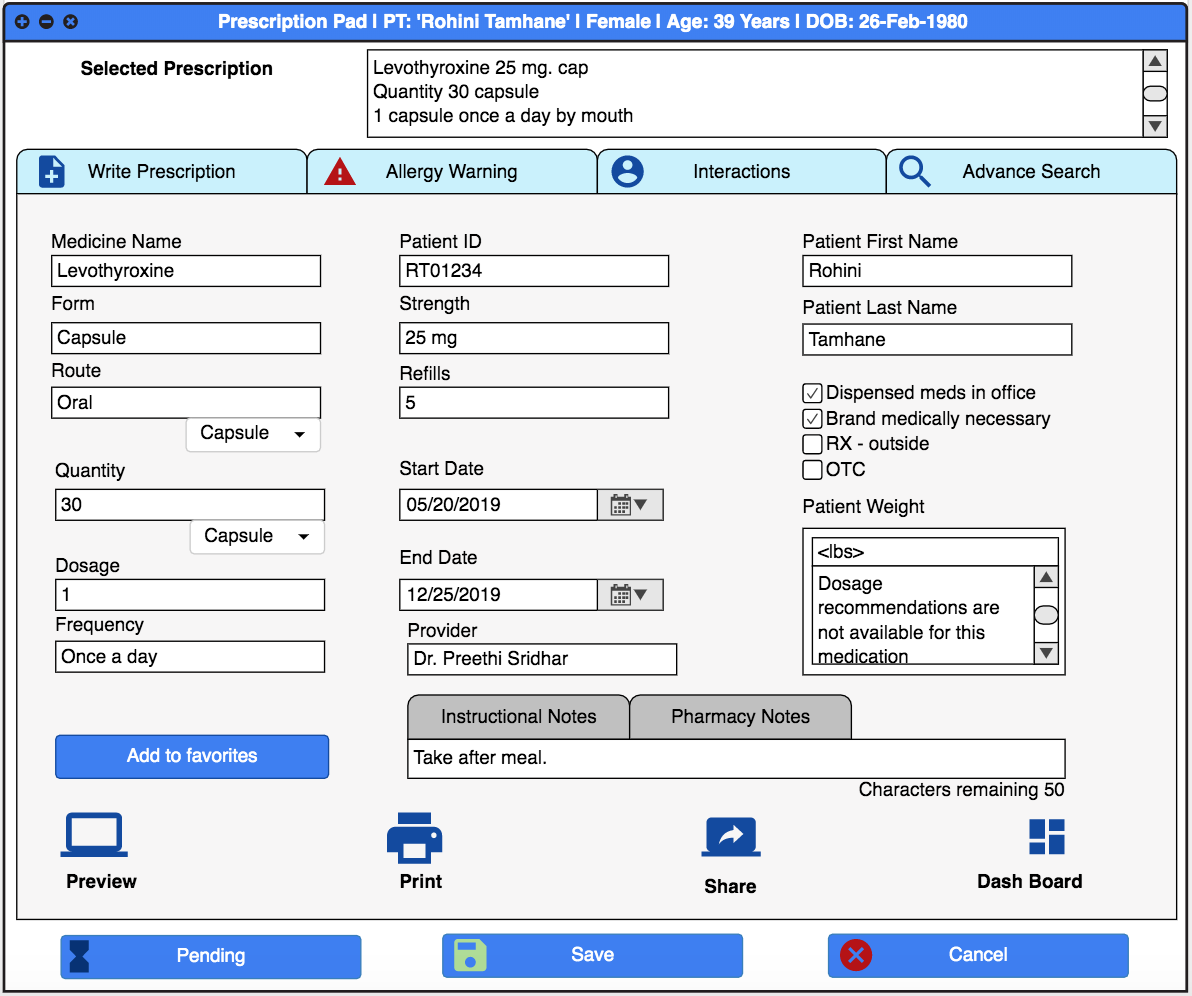 Prescription Pad | PT: 'Rohini Tamhane' | Female | Age: 39 Years | DOB: 26-Feb-1980
Selected Prescription
Levothyroxine 25 mg. cap
Quantity 30 capsule
1 capsule once a day by mouth
Write Prescription
Allergy Warning
Interactions
Advance Search
Medicine Name
Levothyroxine
Form
Capsule
Route
Oral
Capsule
Quantity
30
Capsule
Dosage
1
Frequency
Once a day
Add to favorites
Patient ID
RT01234
Strength
25 mg
Refills
5
Start Date
05/20/2019
End Date
12/25/2019
Provider
Dr. Preethi Sridhar
Patient First Name
Rohini
Patient Last Name
Tamhane
Dispensed meds in office
Brand medically necessary
RX - outside
OTC
Patient Weight
<lbs>
Dosage
recommendations are
not available for this
medication
Instructional Notes
Pharmacy Notes
Take after meal.
Characters remaining 50
Preview
Print
Share
Dash Board
Pending
Save
Cancel